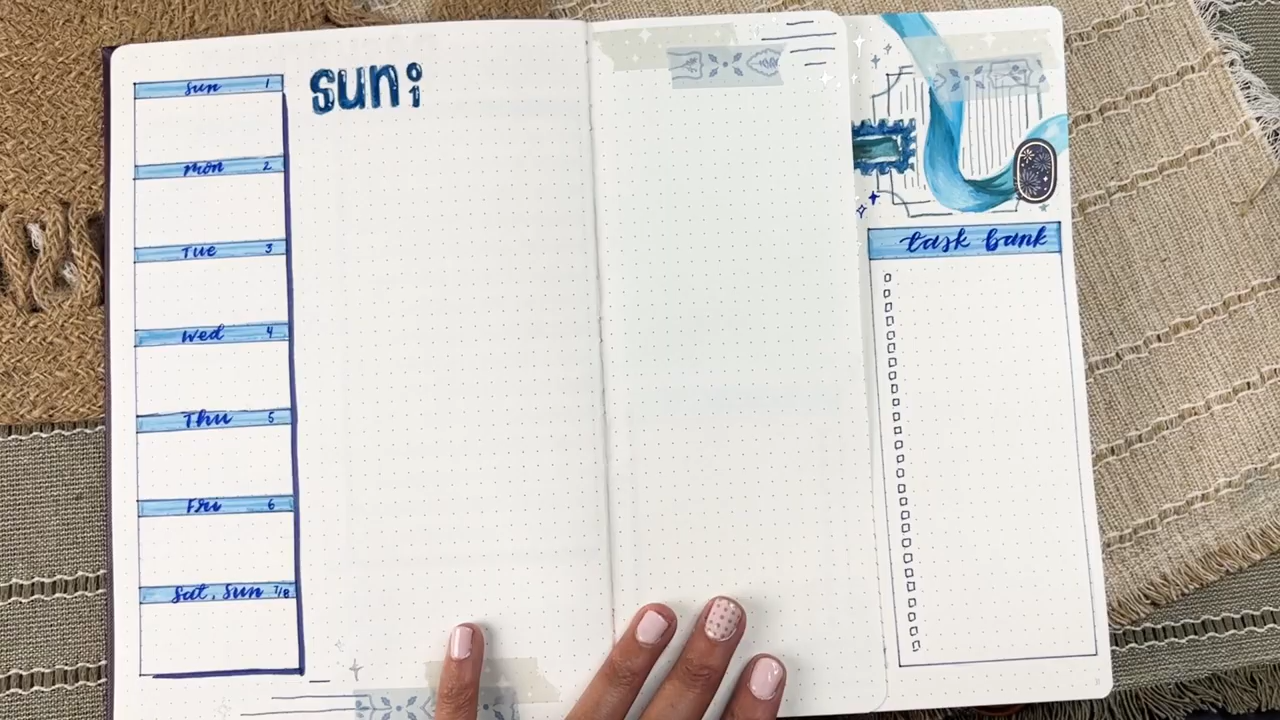 Sun 1
Mon 2
Tue 3
Wed 4
Thu 5
Fri 6
Sat, Sun 7/8
sun;
task bank